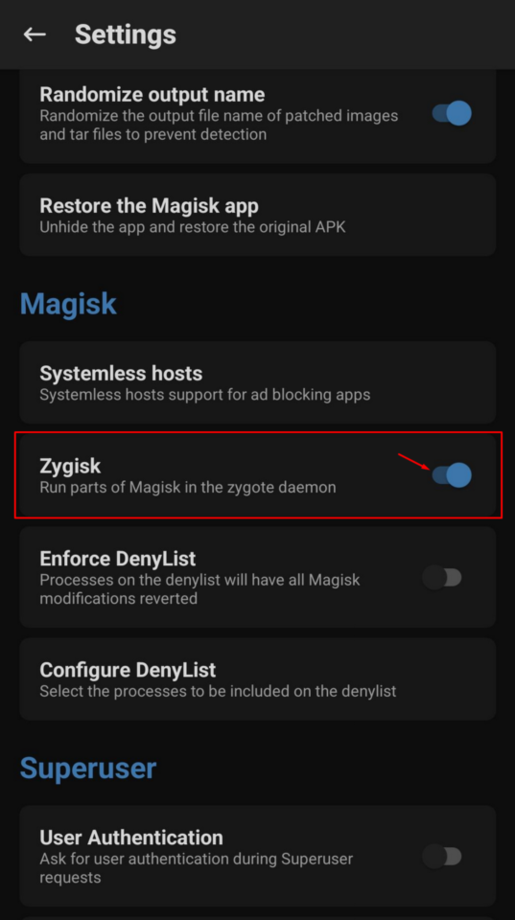 Settings
Randomize output name
Randomize the output file name of patched images
and tar files to prevent detection
Restore the Magisk app
Unhide the app and restore the original APK
Magisk
Systemless hosts
Systemless hosts support for ad blocking apps
Zygisk
Run parts of Magisk in the zygote daemon
Enforce DenyList
Processes on the denylist will have all Magisk
modifications reverted
Configure DenyList
Select the processes to be included on the denylist
Superuser
User Authentication
Ask for user authentication during Superuser
requests